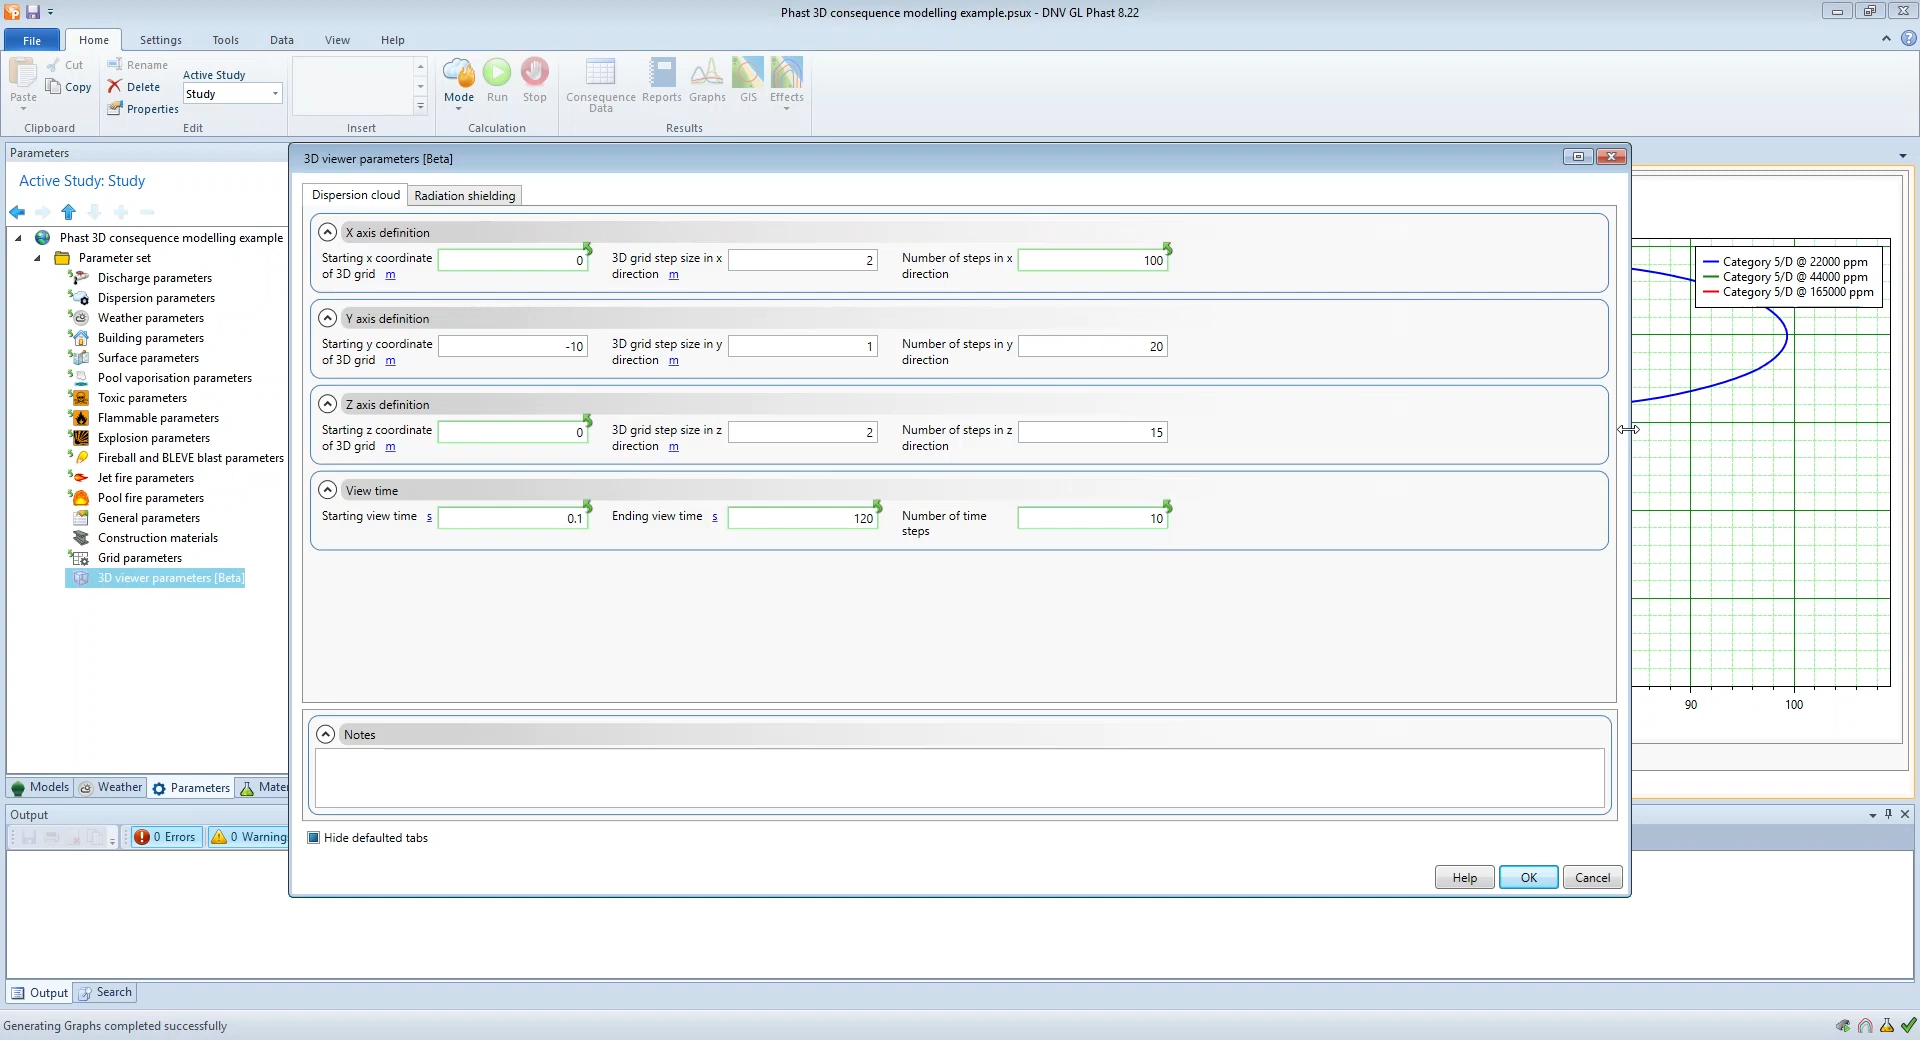 Phast 3D consequence modelling example.psux - DNV GL Phast 8.22
File Home Settings Tools Data View Help
Paste
Cut
Copy
Clipboard
Rename
Delete
Properties
Active Study
Study
Edit
Insert
Mode Run Stop
Calculation
Consequence
Data
Reports Graphs GIS Effects
Results
Parameters
Active Study: Study
Phast 3D consequence modelling example
Parameter set
Discharge parameters
Dispersion parameters
Weather parameters
Building parameters
Surface parameters
Pool vaporisation parameters
Toxic parameters
Flammable parameters
Explosion parameters
Fireball and BLEVE blast parameters
Jet fire parameters
Pool fire parameters
General parameters
Construction materials
Grid parameters
3D viewer parameters [Beta]
Models Weather Parameters Mater
3D viewer parameters [Beta]
Dispersion cloud Radiation shielding
X axis definition
Starting x coordinate
of 3D grid m
0
3D grid step size in x
direction m
2
Number of steps in x
direction
100
Y axis definition
Starting y coordinate
of 3D grid m
-10
3D grid step size in y
direction m
1
Number of steps in y
direction
20
Z axis definition
Starting z coordinate
of 3D grid m
0
3D grid step size in z
direction m
2
Number of steps in z
direction
15
View time
Starting view time s
0.1
Ending view time s
120
Number of time
steps
10
Notes
Hide defaulted tabs
Help OK Cancel
Category 5/D @ 22000 ppm
Category 5/D @ 44000 ppm
Category 5/D @ 165000 ppm
90 100
Output
0 Errors 0 Warning
Output Search
Generating Graphs completed successfully